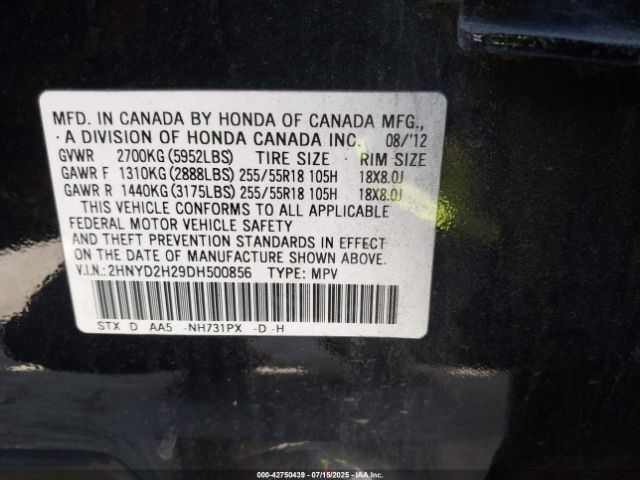 MFD. IN CANADA BY HONDA OF CANADA MFG.,
A DIVISION OF HONDA CANADA INC. 08/'12
GVWR 2700KG (5952LBS) TIRE SIZE RIM SIZE
GAWR F 1310KG (2888LBS) 255/55R18 105H 18X8.0J
GAWR R 1440KG (3175LBS) 255/55R18 105H 18X8.0J
THIS VEHICLE CONFORMS TO ALL APPLICABLE
FEDERAL MOTOR VEHICLE SAFETY
AND THEFT PREVENTION STANDARDS IN EFFECT
ON THE DATE OF MANUFACTURE SHOWN ABOVE.
V.I.N.: 2HNYD2H29DH500856 TYPE: MPV
STX D AA5 -NH731PX -D -H
000-42750439 - 07/15/2025 - IAAI.COM